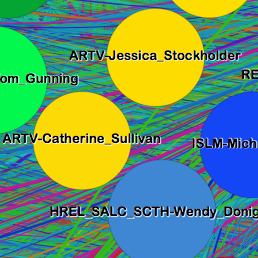 ARTV-Jessica_Stockholder
RE
om_Gunning
ARTV-Catherine_Sullivan
ISLM-Mich
HREL_SALC_SCTH-Wendy_Donig